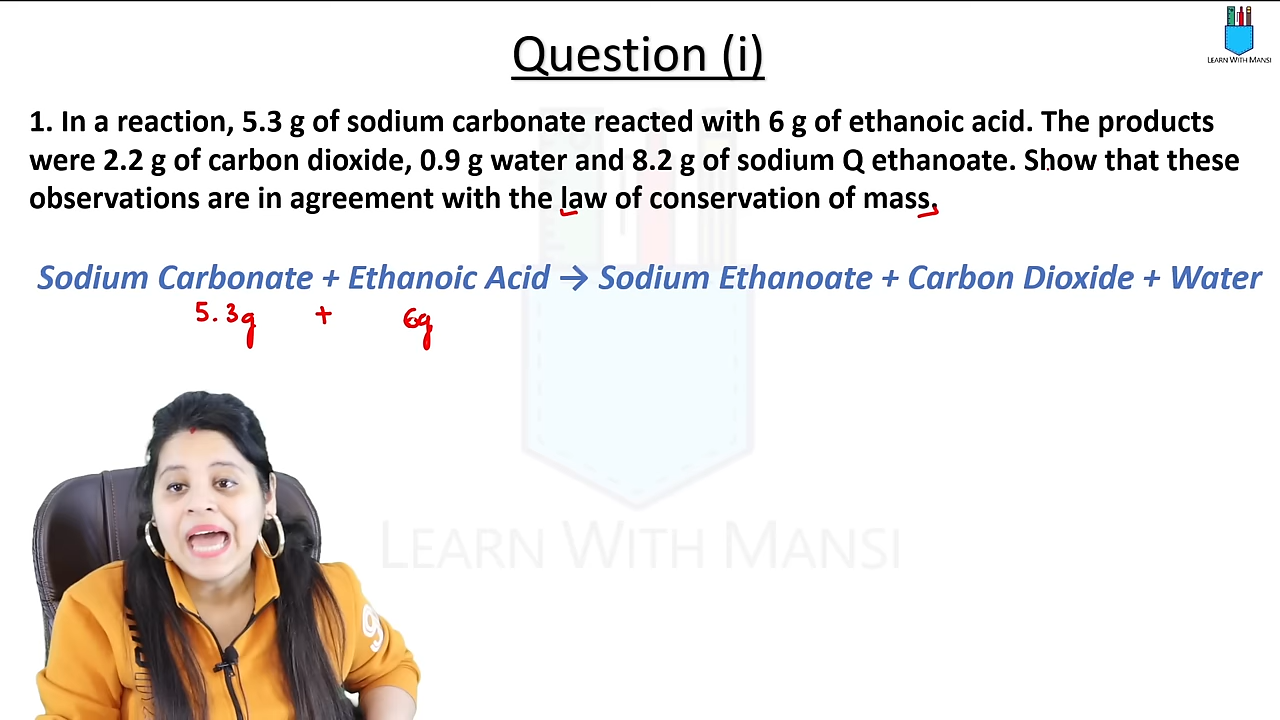 Question (i)
LEARN WITH MANSI
1. In a reaction, 5.3 g of sodium carbonate reacted with 6 g of ethanoic acid. The products
were 2.2 g of carbon dioxide, 0.9 g water and 8.2 g of sodium Q ethanoate. Show that these
observations are in agreement with the law of conservation of mass.
Sodium Carbonate + Ethanoic Acid → Sodium Ethanoate + Carbon Dioxide + Water
5.3g + 6g
LEARN WITH MANSI
9